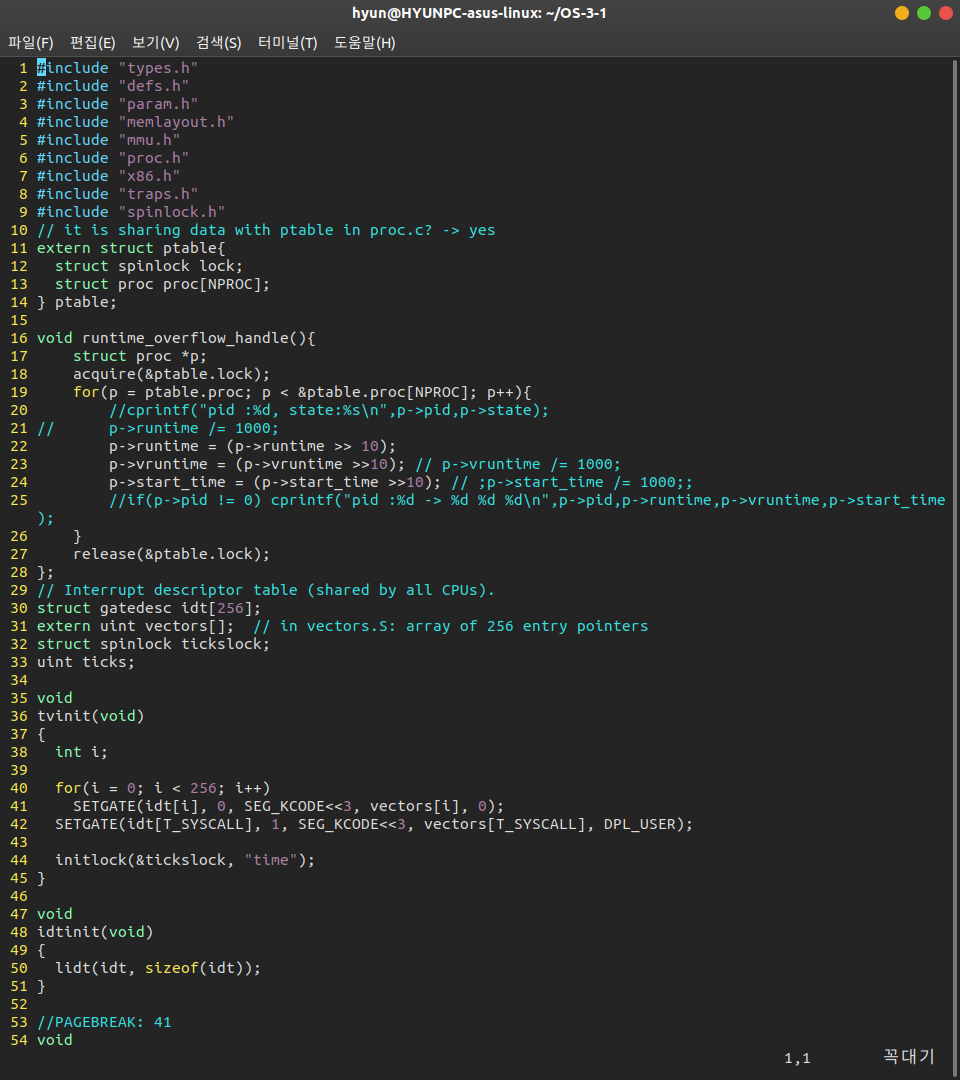 hyun@HYUNPC-asus-linux: ~/OS-3-1
파일(F) 편집(E) 보기(V) 검색(S) 터미널(T) 도움말(H)
1 #include "types.h"
2 #include "defs.h"
3 #include "param.h"
4 #include "memlayout.h"
5 #include "mmu.h"
6 #include "proc.h"
7 #include "x86.h"
8 #include "traps.h"
9 #include "spinlock.h"
10 // it is sharing data with ptable in proc.c? -> yes
11 extern struct ptable{
12   struct spinlock lock;
13   struct proc proc[NPROC];
14 } ptable;
15
16 void runtime_overflow_handle(){
17     struct proc *p;
18     acquire(&ptable.lock);
19     for(p = ptable.proc; p < &ptable.proc[NPROC]; p++){
20         //cprintf("pid :%d, state:%s\n",p->pid,p->state);
21 //      p->runtime /= 1000;
22         p->runtime = (p->runtime >> 10);
23         p->vruntime = (p->vruntime >>10); // p->vruntime /= 1000;
24         p->start_time = (p->start_time >>10); // ;p->start_time /= 1000;;
25         //if(p->pid != 0) cprintf("pid :%d -> %d %d %d\n",p->pid,p->runtime,p->vruntime,p->start_time
);
26     }
27     release(&ptable.lock);
28 };
29 // Interrupt descriptor table (shared by all CPUs).
30 struct gatedesc idt[256];
31 extern uint vectors[];  // in vectors.S: array of 256 entry pointers
32 struct spinlock tickslock;
33 uint ticks;
34
35 void
36 tvinit(void)
37 {
38   int i;
39
40   for(i = 0; i < 256; i++)
41     SETGATE(idt[i], 0, SEG_KCODE<<3, vectors[i], 0);
42   SETGATE(idt[T_SYSCALL], 1, SEG_KCODE<<3, vectors[T_SYSCALL], DPL_USER);
43
44   initlock(&tickslock, "time");
45 }
46
47 void
48 idtinit(void)
49 {
50   lidt(idt, sizeof(idt));
51 }
52
53 //PAGEBREAK: 41
54 void
1,1 꼭대기